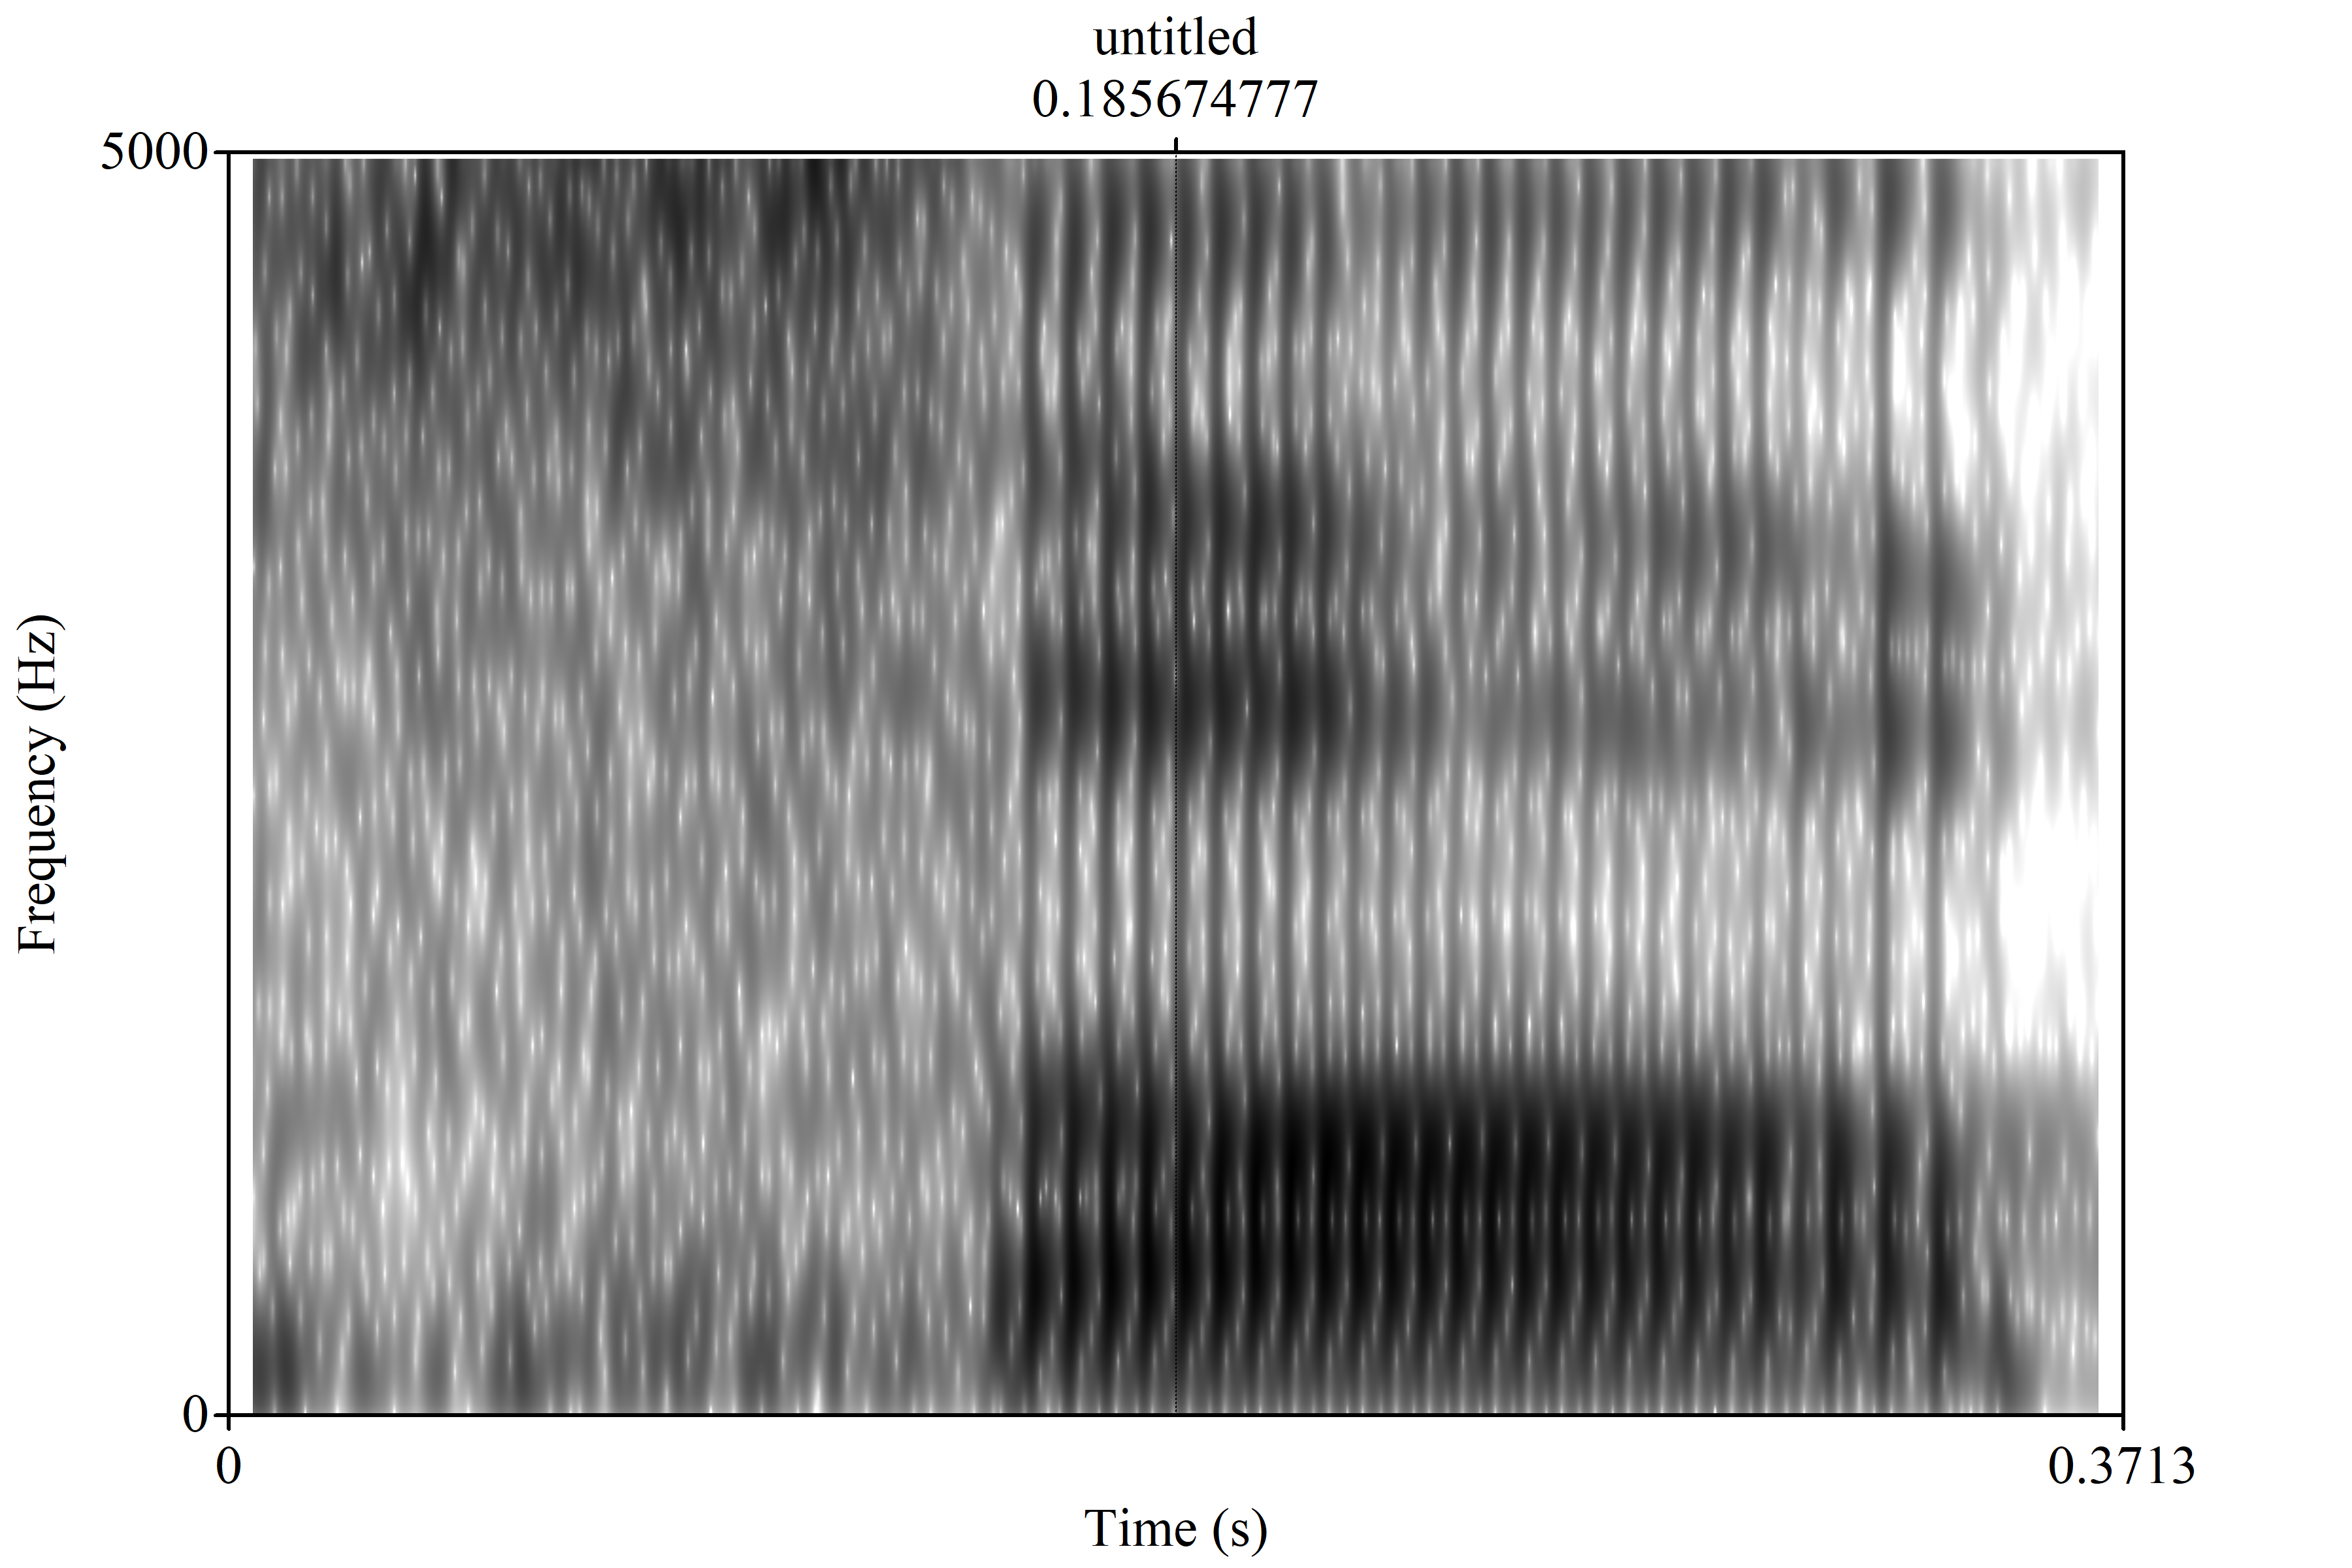 untitled
0.185674777
5000
Frequency (Hz)
0
0
0.3713
Time (s)